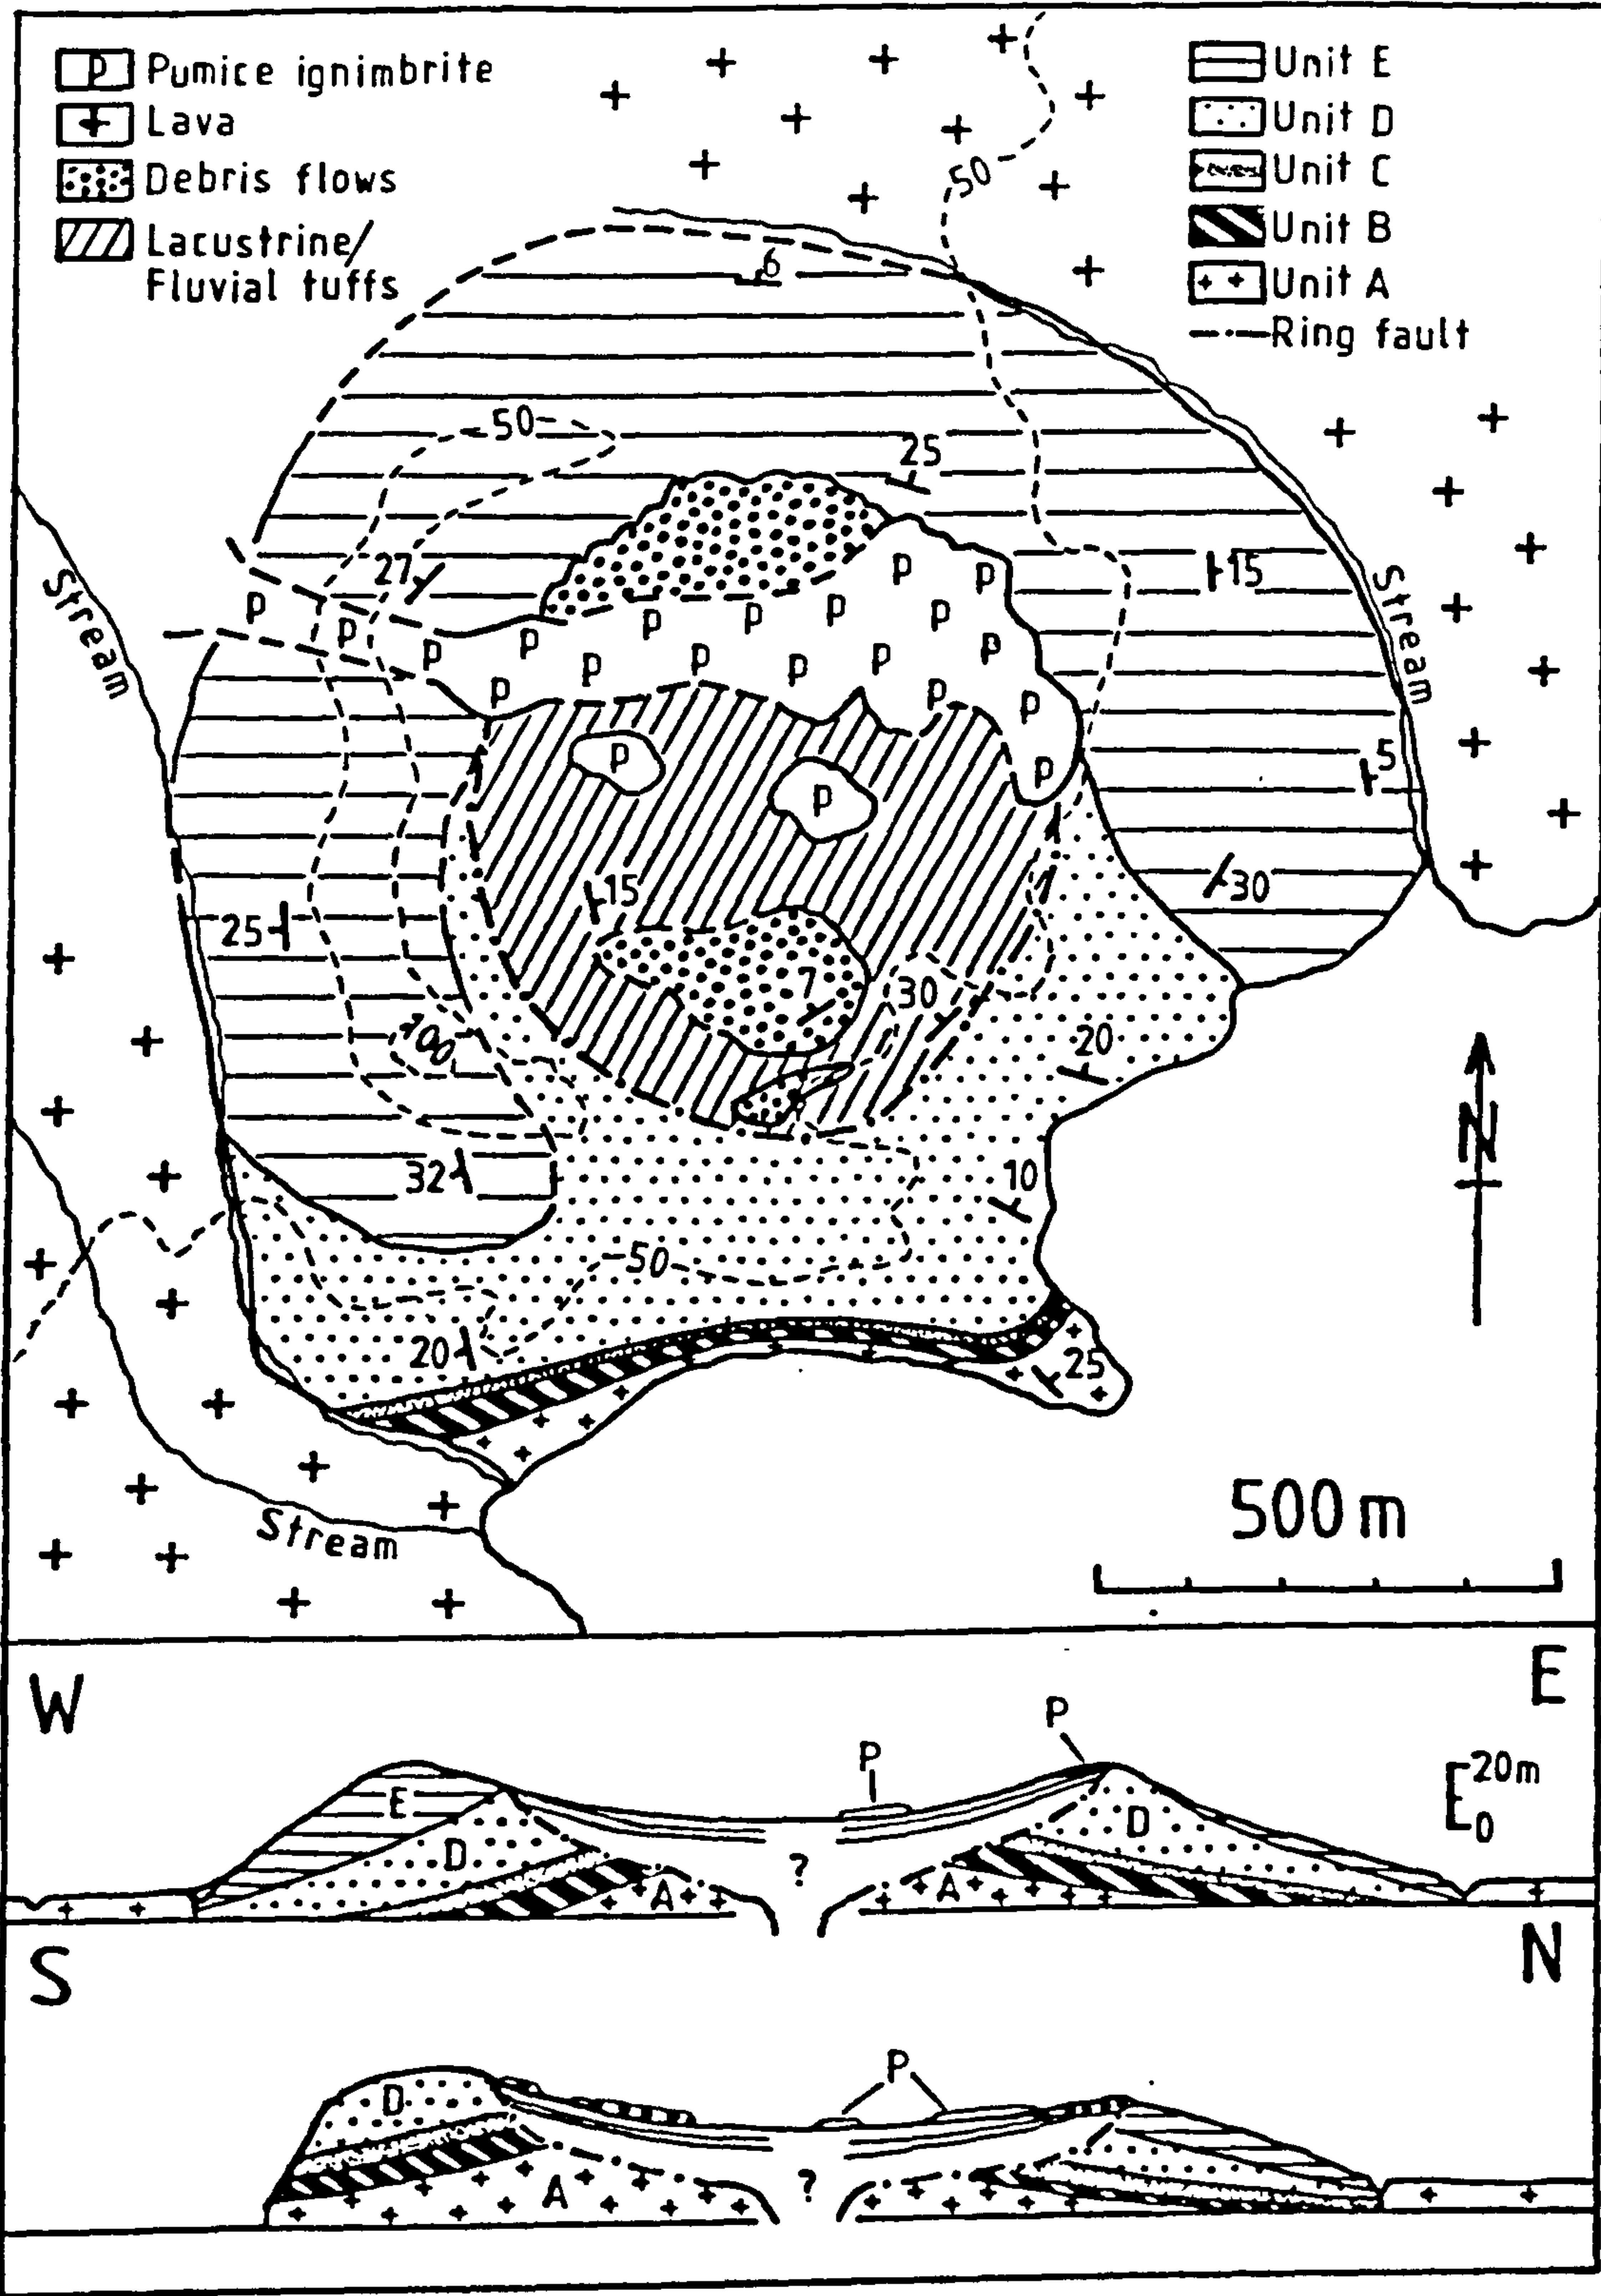 p Pumice ignimbrite
Lava
Debris flows
Lacustrine/
Fluvial tuffs
Unit E
Unit D
Unit C
Unit B
Unit A
Ring fault
50
6
50
25
27
15
Stream
Stream
p p p
p p p p p
p p p p p p p p
p p p
p
p p
5
15
30
25
7
30
100
20
32
10
50
20
25
500 m
N
Stream
W E
P
P
20m
0
E
D
D
A
?
A
S N
P
D
A
?